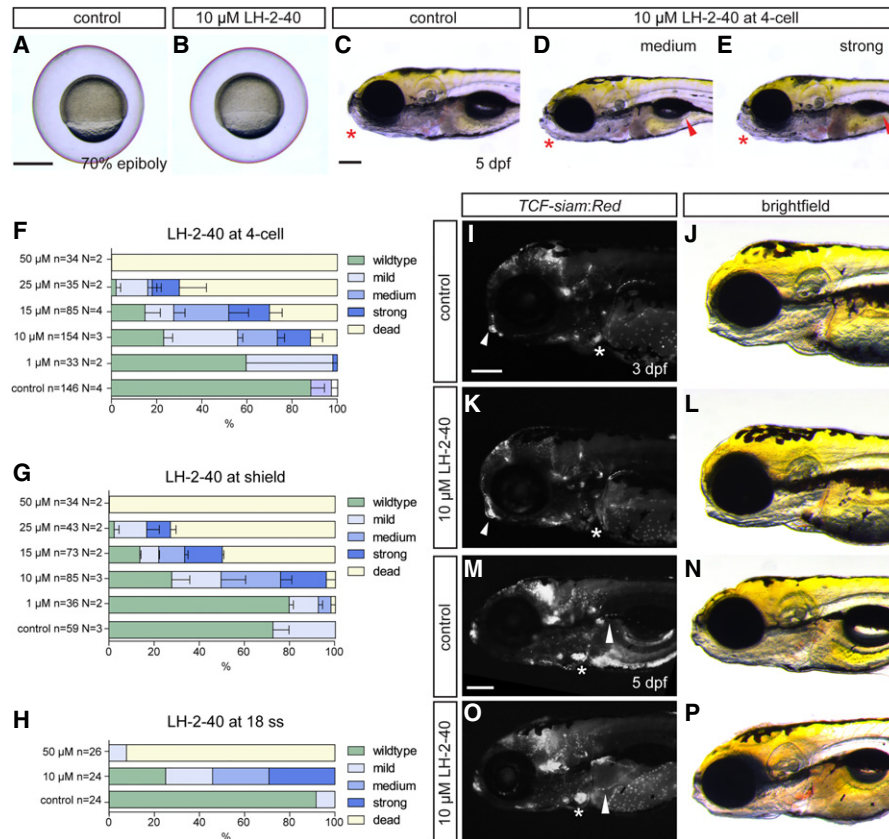 control
10 µM LH-2-40
control
10 µM LH-2-40 at 4-cell
A
B
C
D
medium
E
strong
70% epiboly
*
*
*
5 dpf
F
LH-2-40 at 4-cell
50 µM n=34 N=2
25 µM n=35 N=2
15 µM n=85 N=4
10 µM n=154 N=3
1 µM n=33 N=2
control n=146 N=4
0 20 40 60 80 100
%
wildtype
mild
medium
strong
dead
G
LH-2-40 at shield
50 µM n=34 N=2
25 µM n=43 N=2
15 µM n=73 N=2
10 µM n=85 N=3
1 µM n=36 N=2
control n=59 N=3
0 20 40 60 80 100
%
wildtype
mild
medium
strong
dead
H
LH-2-40 at 18 ss
50 µM n=26
10 µM n=24
control n=24
0 20 40 60 80 100
%
wildtype
mild
medium
strong
dead
TCF-siam:Red
brightfield
control
I
*
3 dpf
J
10 µM LH-2-40
K
*
L
control
M
*
5 dpf
N
10 µM LH-2-40
O
*
P